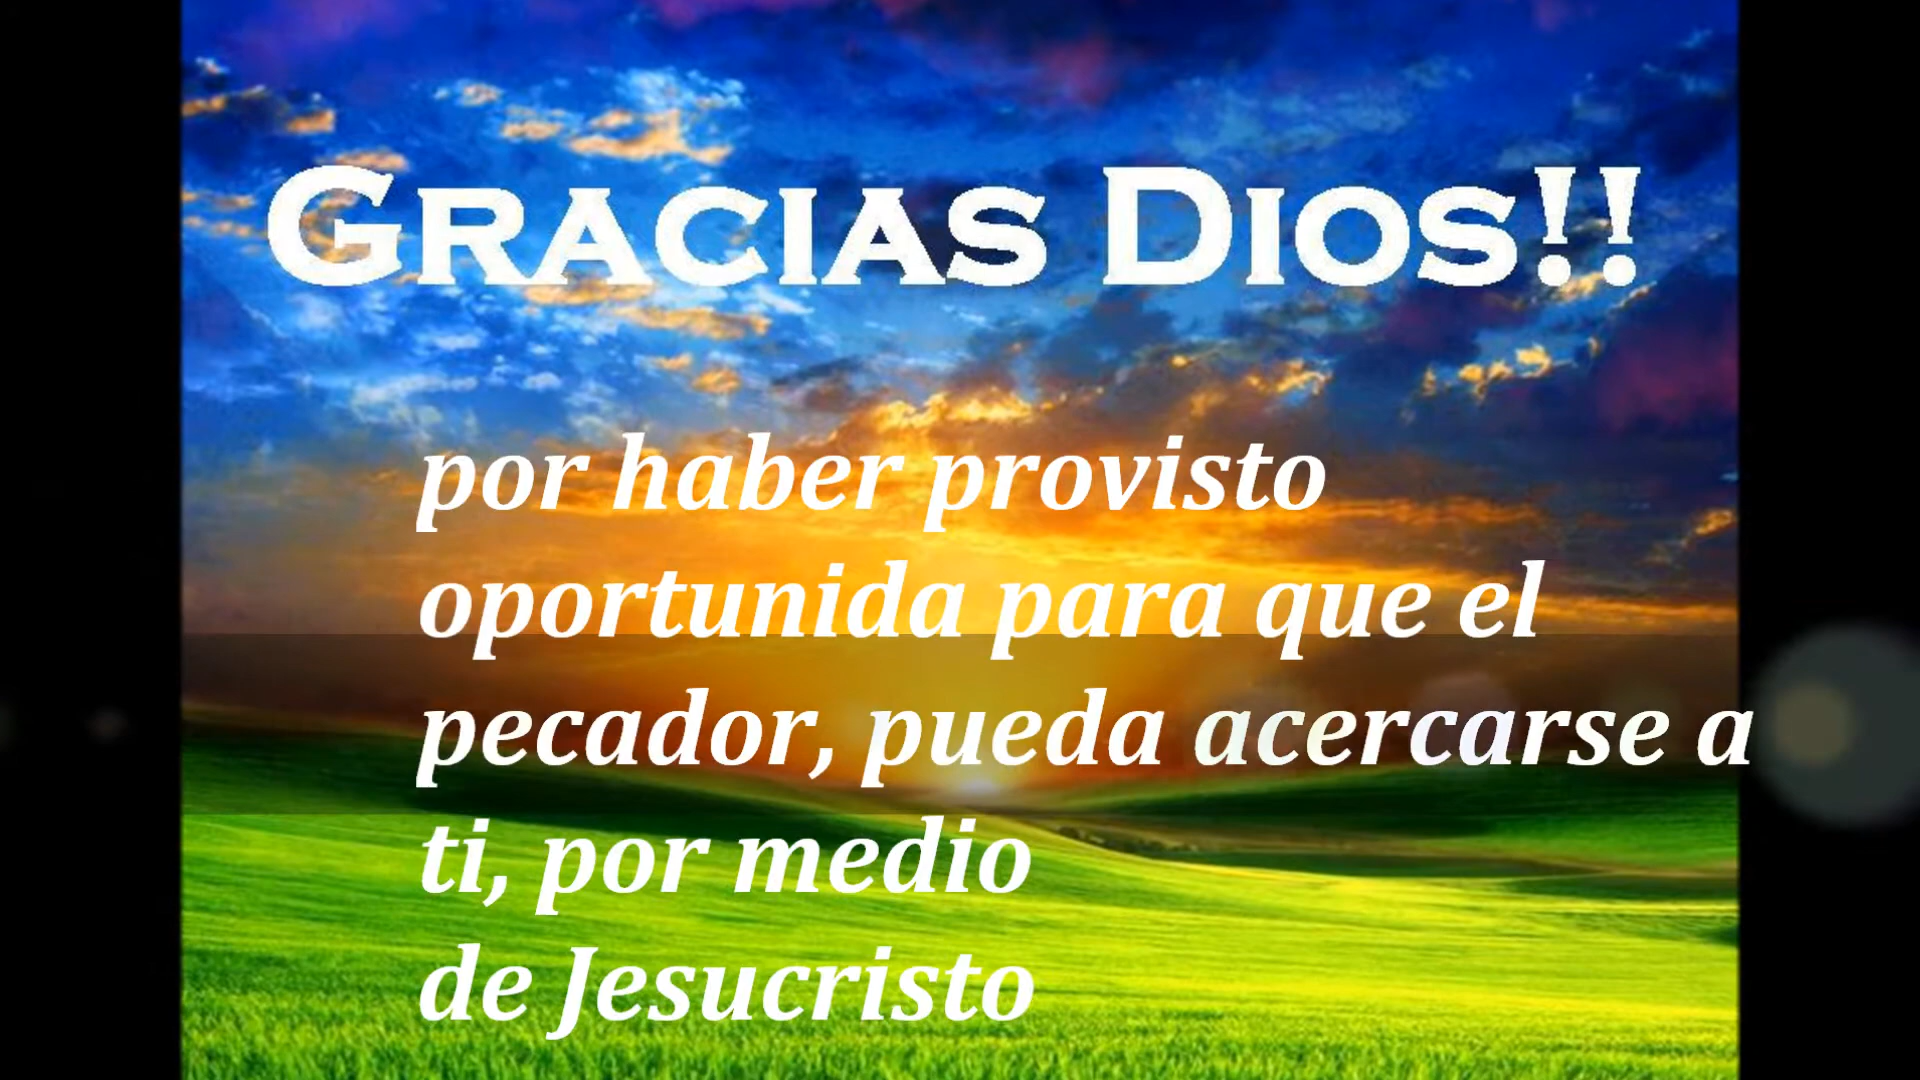 GRACIAS DIOS!!
por haber provisto
oportunida para que el
pecador, pueda acercarse a
ti, por medio
de Jesucristo